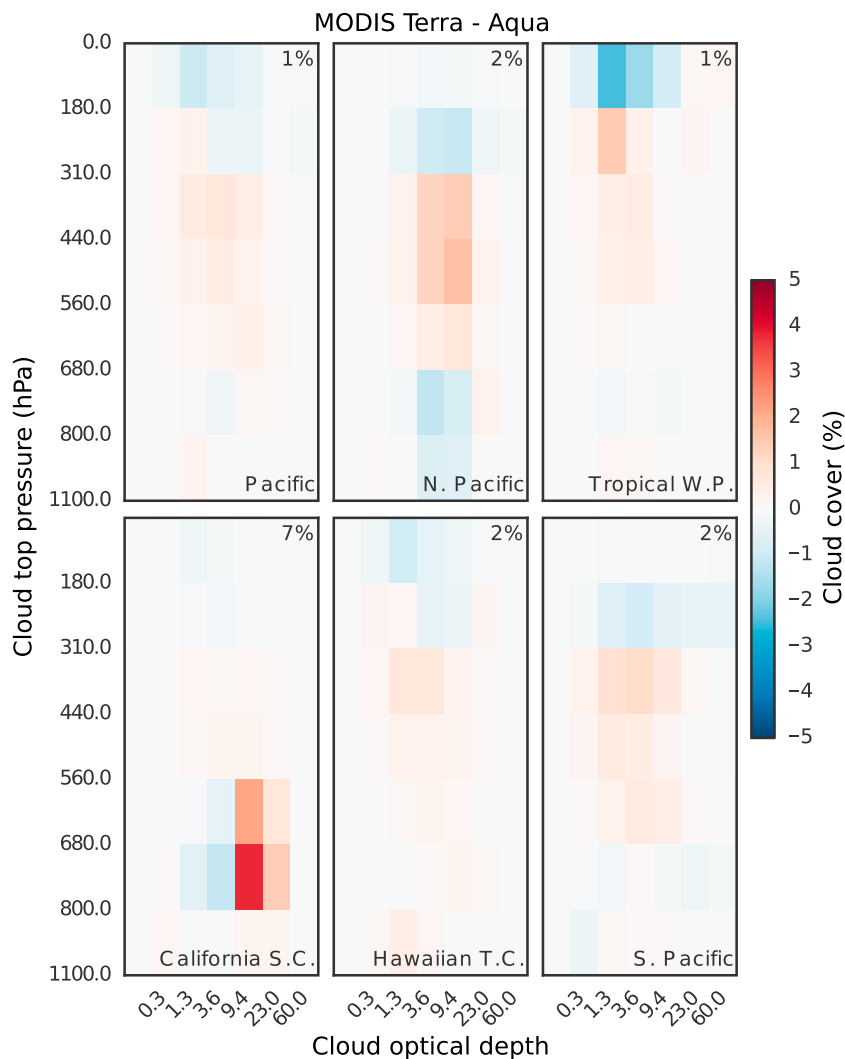 MODIS Terra - Aqua
0.0
180.0
310.0
440.0
560.0
680.0
800.0
1100.0
1%
Pacific
2%
N. Pacific
1%
Tropical W.P.
180.0
310.0
440.0
560.0
680.0
800.0
1100.0
7%
California S.C.
2%
Hawaiian T.C.
2%
S. Pacific
0.3 1.3 3.6 9.4 23.0 60.0
0.3 1.3 3.6 9.4 23.0 60.0
0.3 1.3 3.6 9.4 23.0 60.0
Cloud optical depth
Cloud top pressure (hPa)
5
4
3
2
1
0
−1
−2
−3
−4
−5
Cloud cover (%)